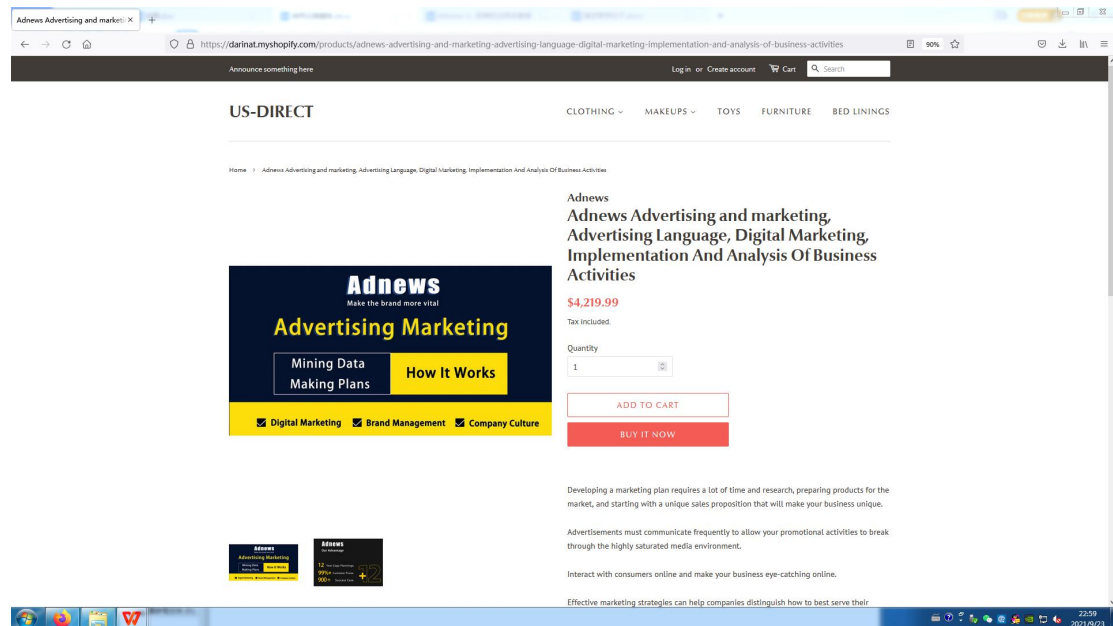 Adnews Advertising and marketi
https://darinat.myshopify.com/products/adnews-advertising-and-marketing-advertising-language-digital-marketing-implementation-and-analysis-of-business-activities
90%
Announce something here
Log in or Create account Cart Search
US-DIRECT
CLOTHING MAKEUPS TOYS FURNITURE BED LININGS
Home › Adnews Advertising and marketing, Advertising Language, Digital Marketing, Implementation And Analysis Of Business Activities
Adnews
Adnews Advertising and marketing,
Advertising Language, Digital Marketing,
Implementation And Analysis Of Business
Activities
$4,219.99
Tax included.
Quantity
1
ADD TO CART
BUY IT NOW
Adnews
Make the brand more vital
Advertising Marketing
Mining Data
Making Plans
How It Works
Digital Marketing Brand Management Company Culture
Developing a marketing plan requires a lot of time and research, preparing products for the
market, and starting with a unique sales proposition that will make your business unique.
Advertisements must communicate frequently to allow your promotional activities to break
through the highly saturated media environment.
Interact with consumers online and make your business eye-catching online.
Effective marketing strategies can help companies distinguish how to best serve their
Adnews
Advertising Marketing
Mining Data
Making Plans
How It Works
Adnews
Our Advantage
12
99%+
900+
+12
22:59
2021/9/23